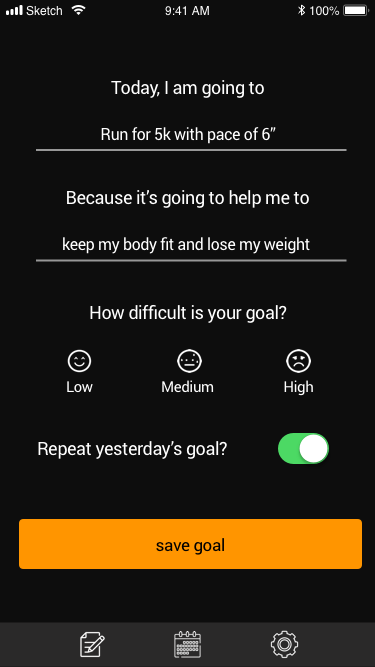 Sketch 9:41 AM 100%
Today, I am going to
Run for 5k with pace of 6”
Because it’s going to help me to
keep my body fit and lose my weight
How difficult is your goal?
Low Medium High
Repeat yesterday’s goal?
save goal